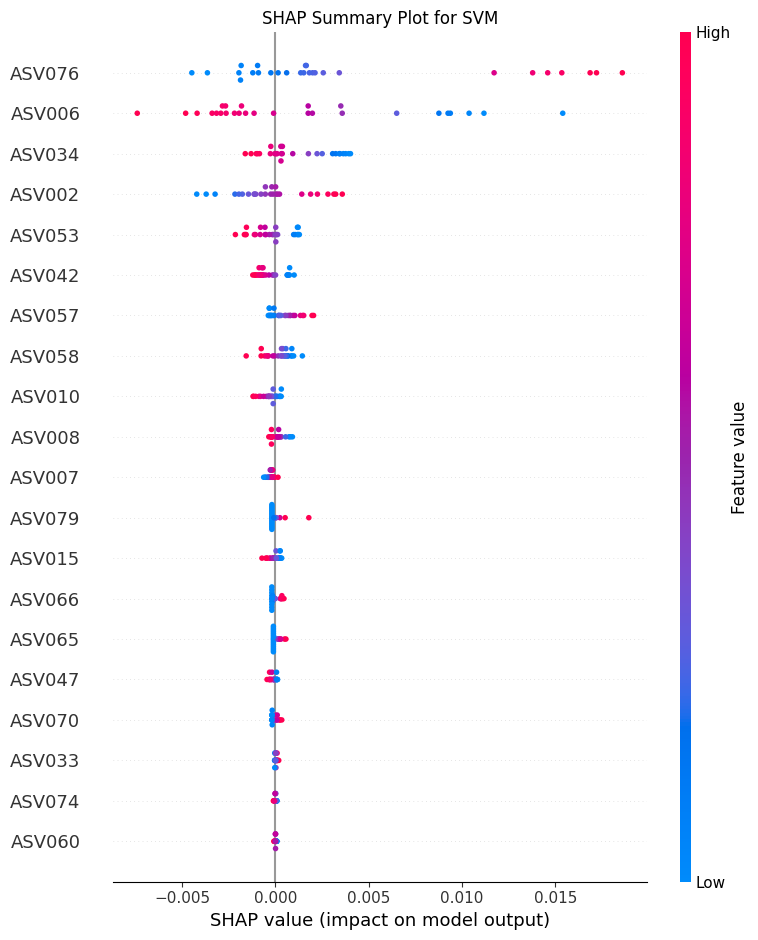 SHAP Summary Plot for SVM
High
ASV076
ASV006
ASV034
ASV002
ASV053
ASV042
ASV057
ASV058
ASV010
ASV008
ASV007
ASV079
ASV015
ASV066
ASV065
ASV047
ASV070
ASV033
ASV074
ASV060
Feature value
Low
−0.005 0.000 0.005 0.010 0.015
SHAP value (impact on model output)